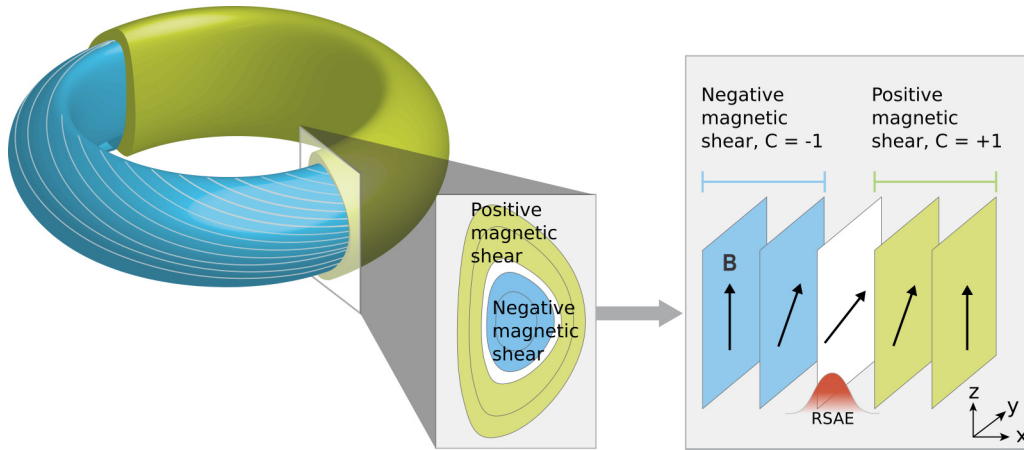 Positive
magnetic
shear
Negative
magnetic
shear
Negative
magnetic
shear, C = -1
Positive
magnetic
shear, C = +1
B
RSAE
z
y
x